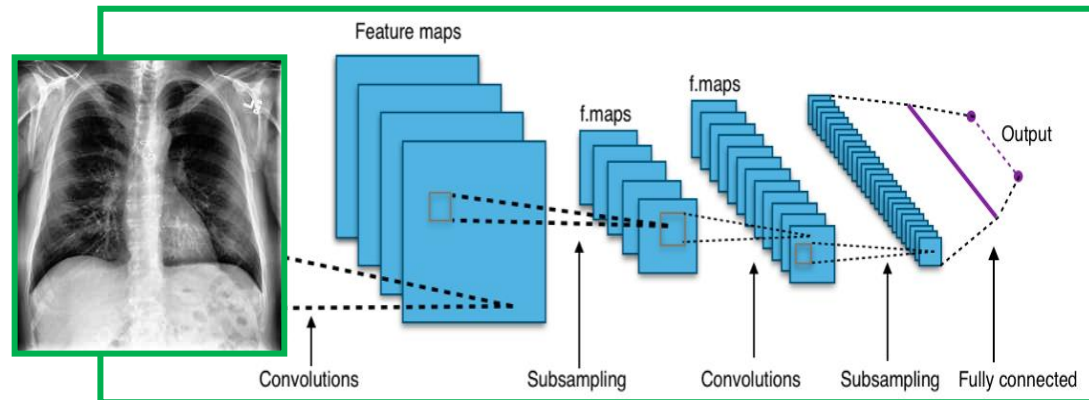 Feature maps
f.maps
f.maps
Output
Convolutions
Subsampling
Convolutions
Subsampling
Fully connected